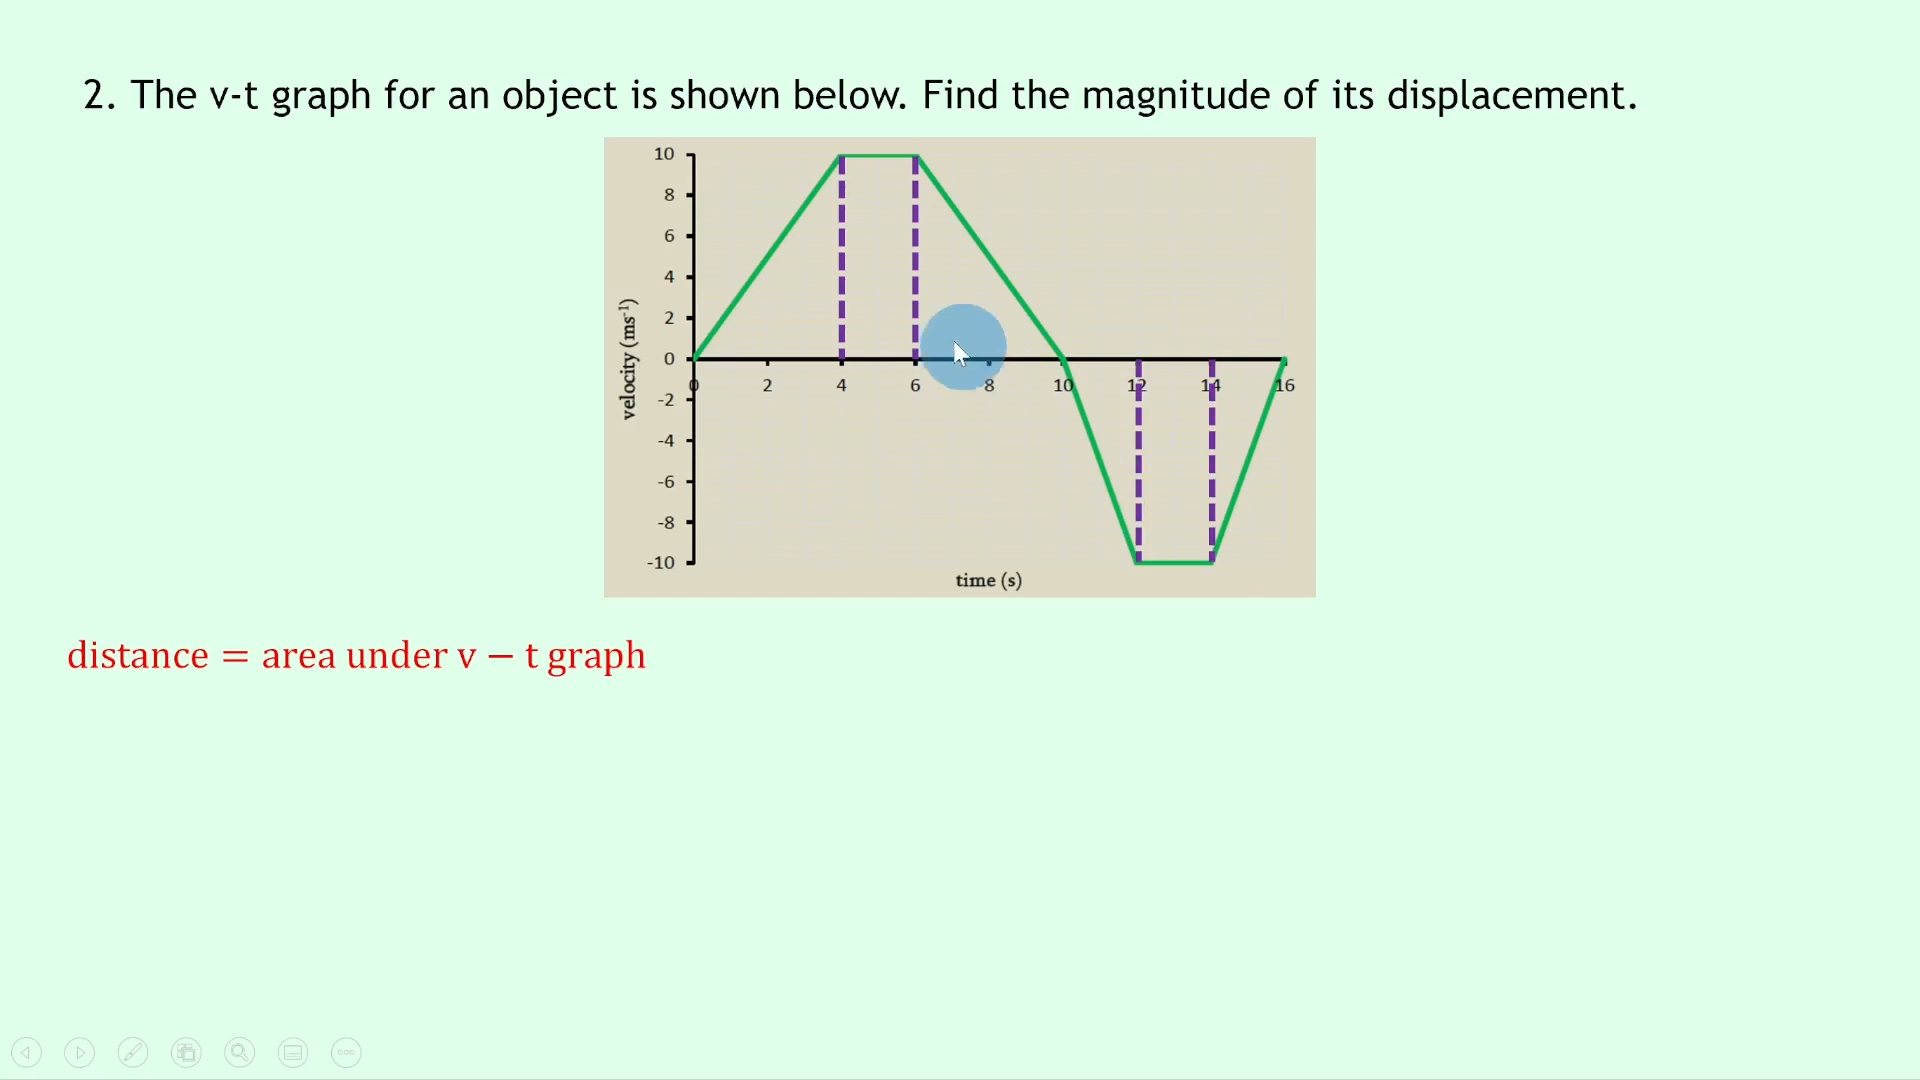 2. The v-t graph for an object is shown below. Find the magnitude of its displacement.
10
8
6
4
2
0
-2
-4
-6
-8
-10
velocity (ms⁻¹)
0 2 4 6 8 10 12 14 16
time (s)
distance = area under v − t graph